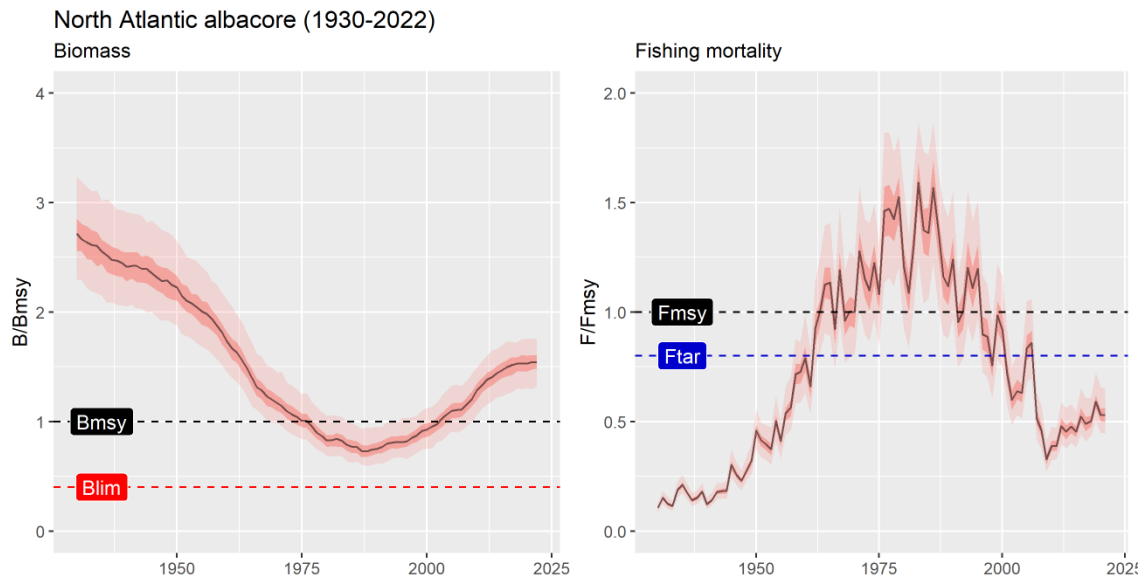 North Atlantic albacore (1930-2022)
Biomass
B/Bmsy
4
3
2
1
0
Bmsy
Blim
1950
1975
2000
2025
Fishing mortality
F/Fmsy
2.0
1.5
1.0
0.5
0.0
Fmsy
Ftar
1950
1975
2000
2025